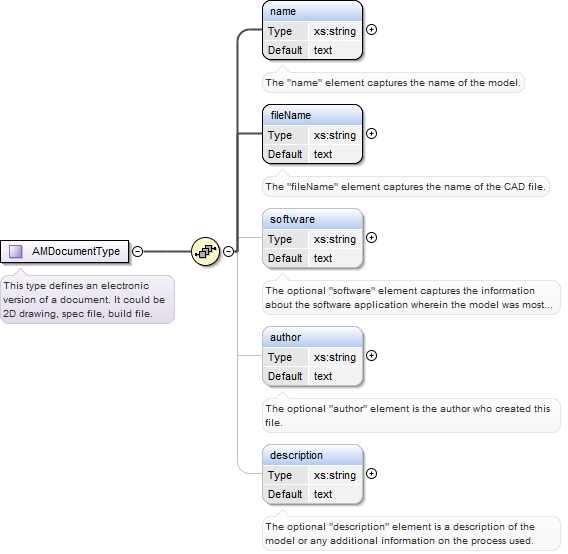 name
Type xs:string
Default text
The "name" element captures the name of the model.
fileName
Type xs:string
Default text
The "fileName" element captures the name of the CAD file.
software
Type xs:string
Default text
The optional "software" element captures the information
about the software application wherein the model was most...
AMDocumentType
This type defines an electronic
version of a document. It could be
2D drawing, spec file, build file.
author
Type xs:string
Default text
The optional "author" element is the author who created this
file.
description
Type xs:string
Default text
The optional "description" element is a description of the
model or any additional information on the process used.